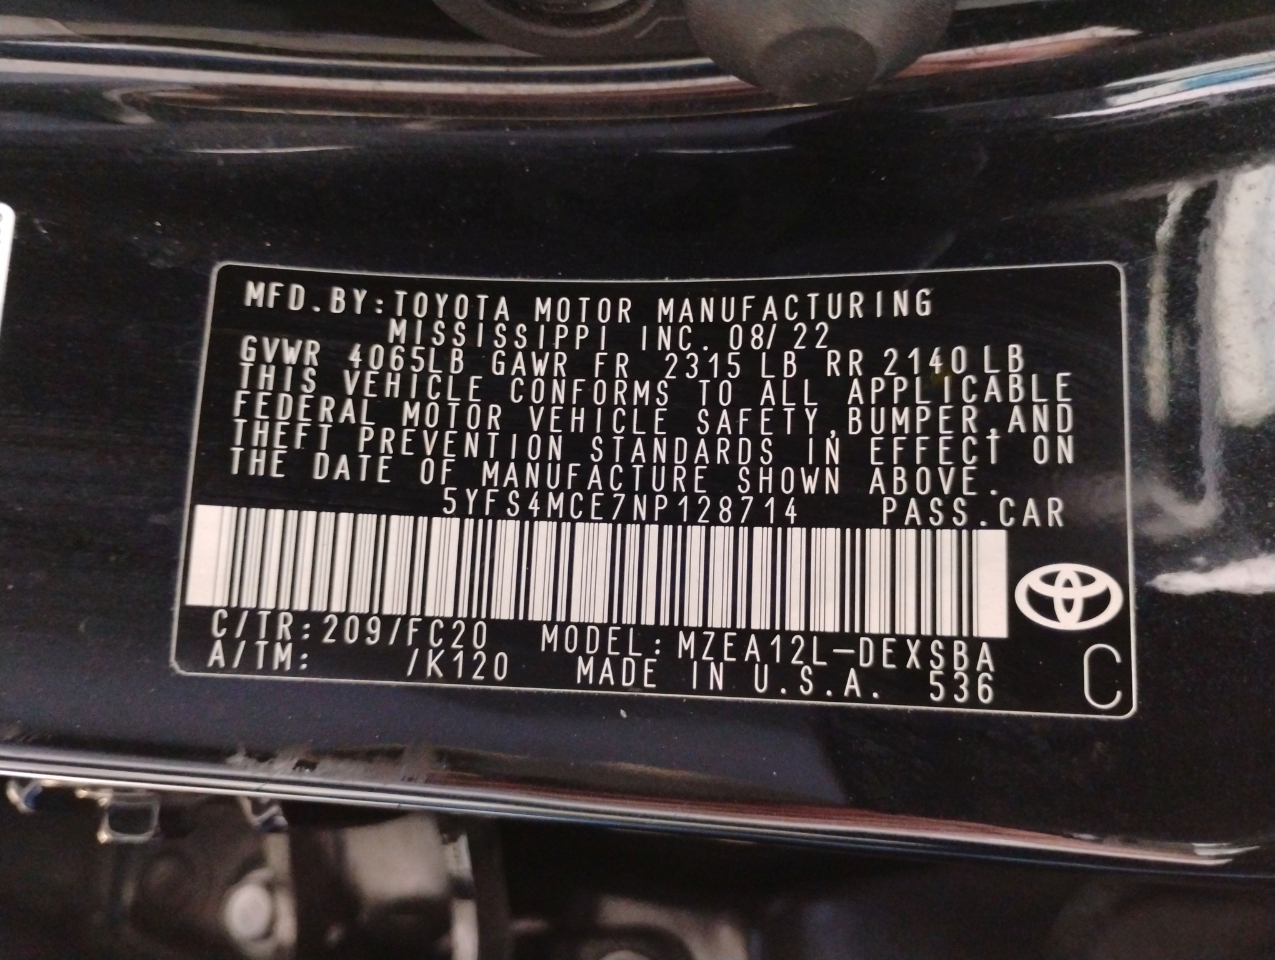 MFD.BY:TOYOTA MOTOR MANUFACTURING
MISSISSIPPI INC. 08/22
GVWR 4065LB GAWR FR 2315 LB RR 2140 LB
THIS VEHICLE CONFORMS TO ALL APPLICABLE
FEDERAL MOTOR VEHICLE SAFETY,BUMPER,AND
THEFT PREVENTION STANDARDS IN EFFECT ON
THE DATE OF MANUFACTURE SHOWN ABOVE.
5YFS4MCE7NP128714 PASS.CAR
C/TR:209/FC20 MODEL:MZEA12L-DEXSBA
A/TM: /K120 MADE IN U.S.A. 536
C